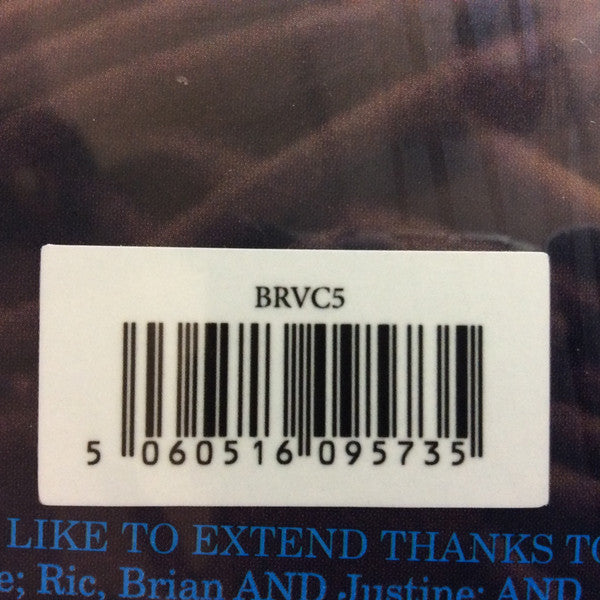 BRVC5
5 060516 095735
LIKE TO EXTEND THANKS TO
Ric, Brian AND Justine; AND